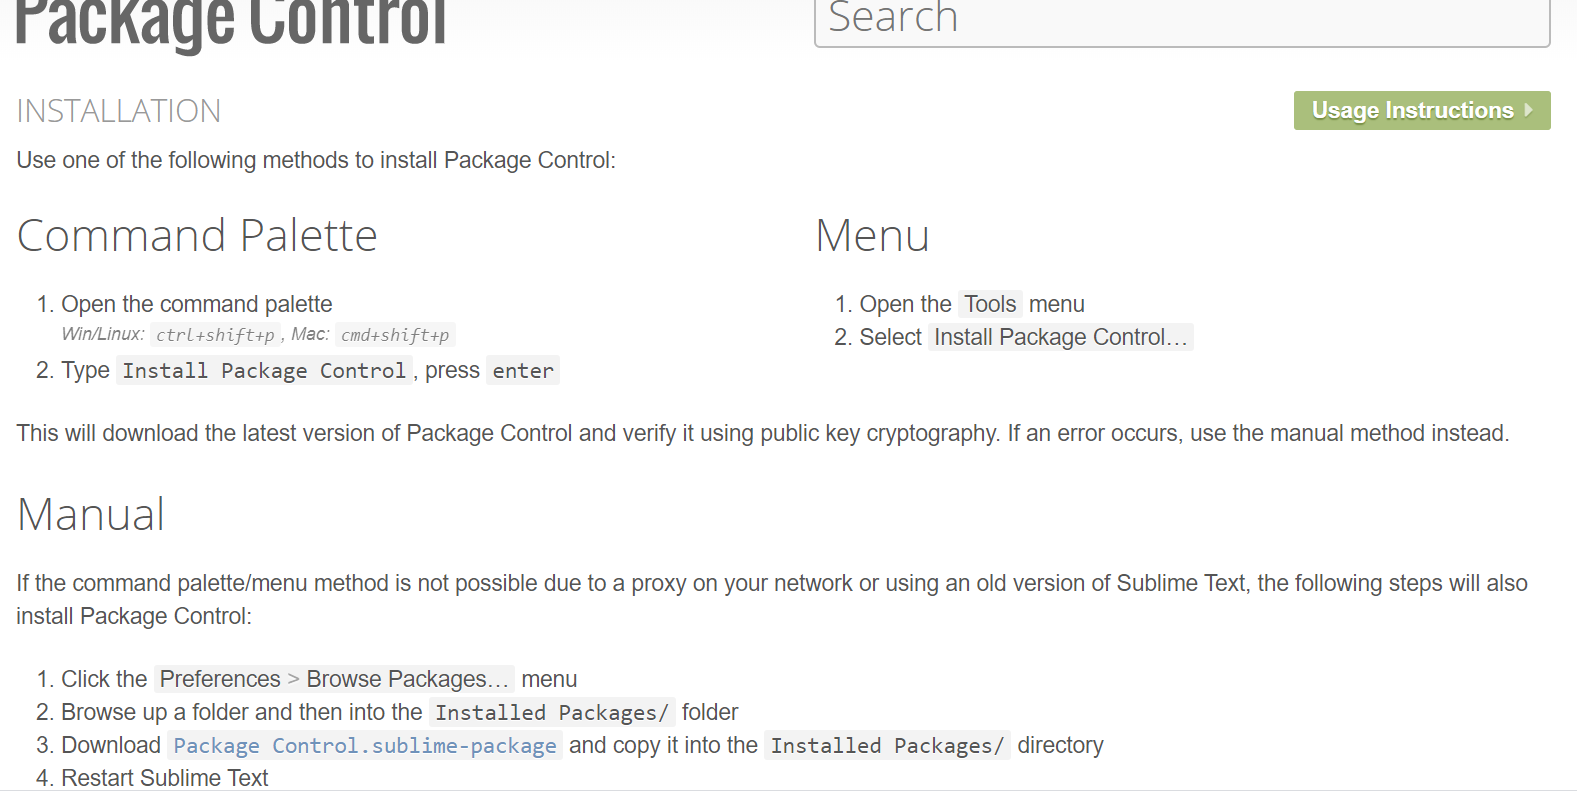 Package Control
Search
INSTALLATION
Usage Instructions
Use one of the following methods to install Package Control:
Command Palette
1. Open the command palette
Win/Linux: ctrl+shift+p , Mac: cmd+shift+p
2. Type Install Package Control , press enter
Menu
1. Open the Tools menu
2. Select Install Package Control…
This will download the latest version of Package Control and verify it using public key cryptography. If an error occurs, use the manual method instead.
Manual
If the command palette/menu method is not possible due to a proxy on your network or using an old version of Sublime Text, the following steps will also
install Package Control:
1. Click the Preferences > Browse Packages… menu
2. Browse up a folder and then into the Installed Packages/ folder
3. Download Package Control.sublime-package and copy it into the Installed Packages/ directory
4. Restart Sublime Text